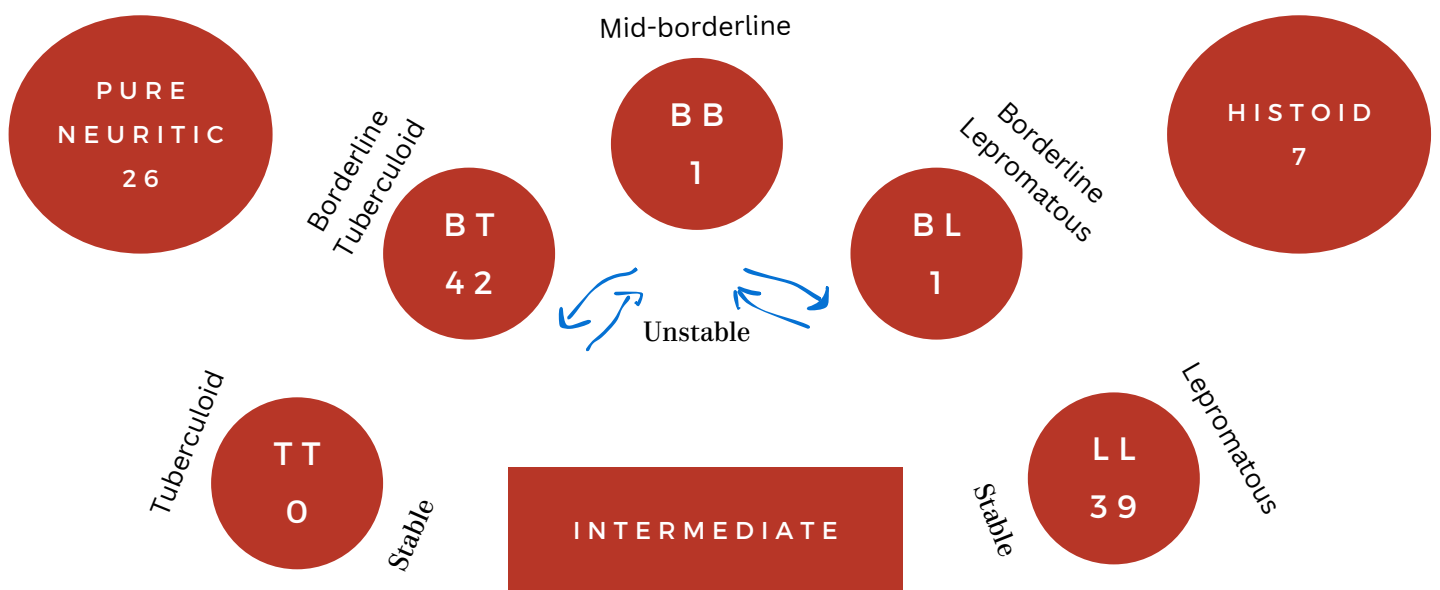 Mid-borderline
PURE
NEURITIC
26
Borderline
Tuberculoid
BT
42
BB
1
Borderline
Lepromatous
BL
1
HISTOID
7
Unstable
Tuberculoid
TT
0
Stable
INTERMEDIATE
Stable
LL
39
Lepromatous